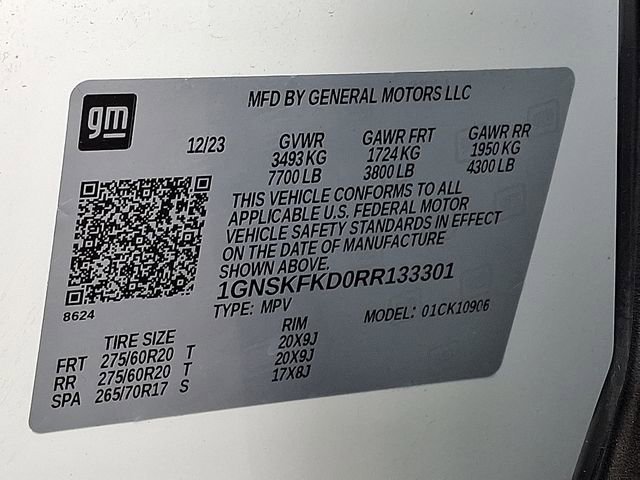 gm
MFD BY GENERAL MOTORS LLC
12/23 GVWR GAWR FRT GAWR RR
3493 KG 1724 KG 1950 KG
7700 LB 3800 LB 4300 LB
THIS VEHICLE CONFORMS TO ALL
APPLICABLE U.S. FEDERAL MOTOR
VEHICLE SAFETY STANDARDS IN EFFECT
ON THE DATE OF MANUFACTURE
SHOWN ABOVE.
1GNSKFKD0RR133301
8624
TYPE: MPV MODEL: 01CK10906
TIRE SIZE RIM
FRT 275/60R20 T 20X9J
RR 275/60R20 T 20X9J
SPA 265/70R17 S 17X8J